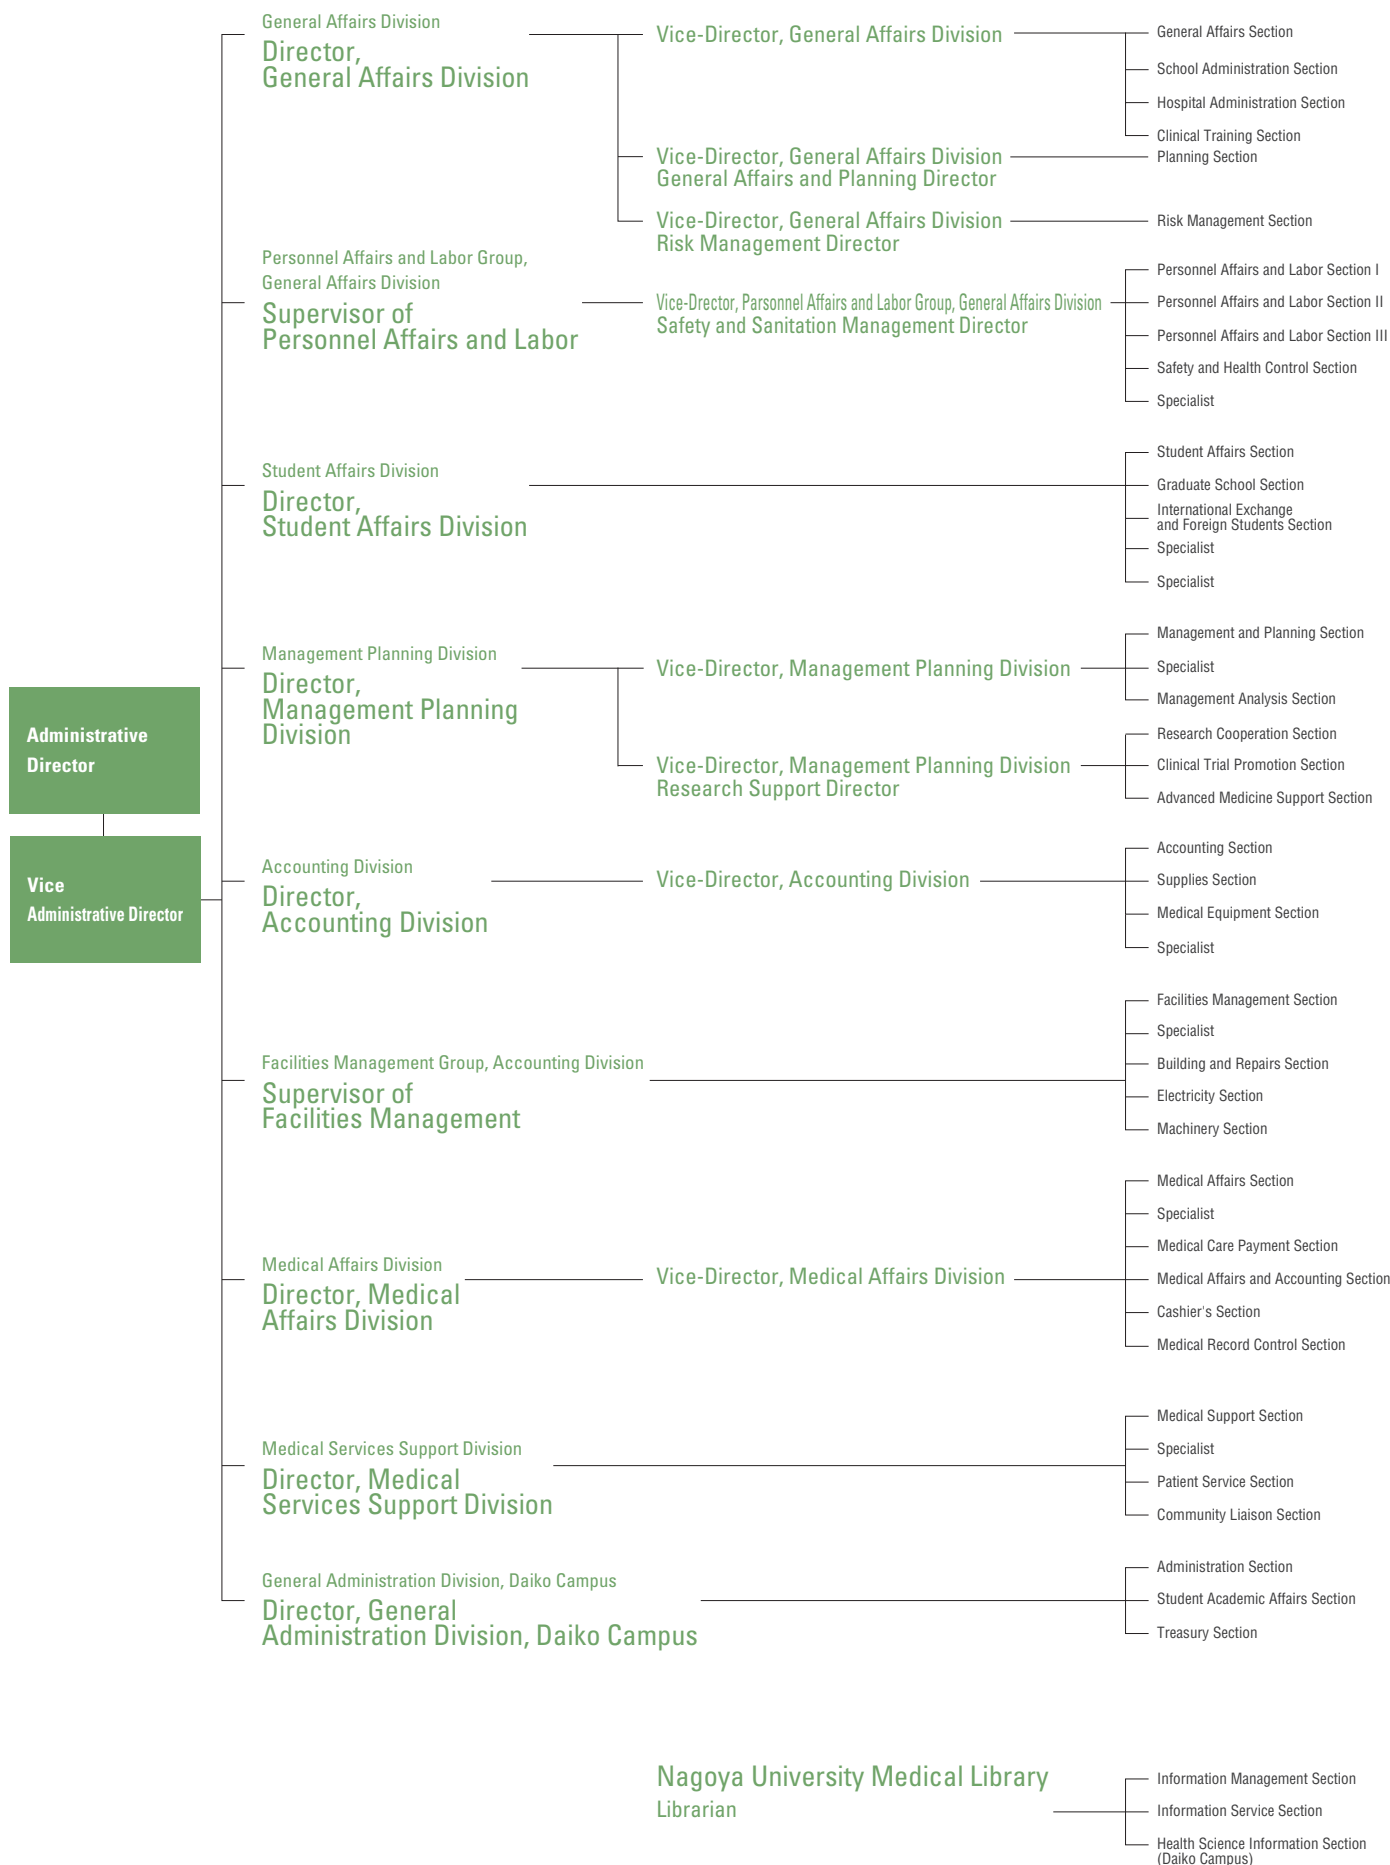 General Affairs Division
Director,
General Affairs Division
Vice-Director, General Affairs Division
General Affairs Section
School Administration Section
Hospital Administration Section
Clinical Training Section
Vice-Director, General Affairs Division
General Affairs and Planning Director
Planning Section
Vice-Director, General Affairs Division
Risk Management Director
Risk Management Section
Personnel Affairs and Labor Group,
General Affairs Division
Supervisor of
Personnel Affairs and Labor
Vice-Drector, Parsonnel Affairs and Labor Group, General Affairs Division
Safety and Sanitation Management Director
Personnel Affairs and Labor Section I
Personnel Affairs and Labor Section II
Personnel Affairs and Labor Section III
Safety and Health Control Section
Specialist
Student Affairs Division
Director,
Student Affairs Division
Student Affairs Section
Graduate School Section
International Exchange
and Foreign Students Section
Specialist
Specialist
Management Planning Division
Director,
Management Planning
Division
Vice-Director, Management Planning Division
Management and Planning Section
Specialist
Management Analysis Section
Vice-Director, Management Planning Division
Research Support Director
Research Cooperation Section
Clinical Trial Promotion Section
Advanced Medicine Support Section
Administrative
Director
Vice
Administrative Director
Accounting Division
Director,
Accounting Division
Vice-Director, Accounting Division
Accounting Section
Supplies Section
Medical Equipment Section
Specialist
Facilities Management Group, Accounting Division
Supervisor of
Facilities Management
Facilities Management Section
Specialist
Building and Repairs Section
Electricity Section
Machinery Section
Medical Affairs Division
Director, Medical
Affairs Division
Vice-Director, Medical Affairs Division
Medical Affairs Section
Specialist
Medical Care Payment Section
Medical Affairs and Accounting Section
Cashier's Section
Medical Record Control Section
Medical Services Support Division
Director, Medical
Services Support Division
Medical Support Section
Specialist
Patient Service Section
Community Liaison Section
General Administration Division, Daiko Campus
Director, General
Administration Division, Daiko Campus
Administration Section
Student Academic Affairs Section
Treasury Section
Nagoya University Medical Library
Librarian
Information Management Section
Information Service Section
Health Science Information Section
(Daiko Campus)